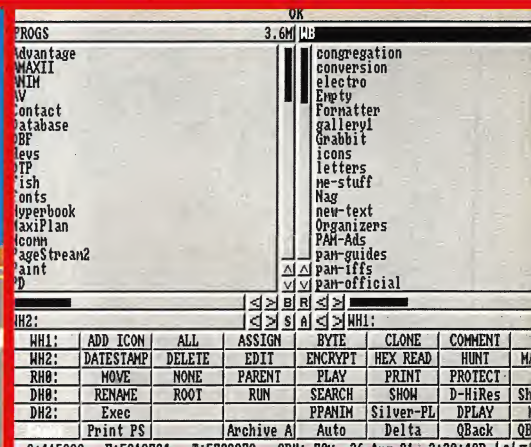 OK
PROGS 3.6M WB
Advantage
AMAXII
ANIM
AV
Contact
Database
DBF
Keys
DTP
Fish
Fonts
Hyperbook
MaxiPlan
PageStream2
Paint
PD
congregation
conversion
electro
Empty
Formatter
gallery1
Grabbit
icons
letters
me-stuff
Nag
new-text
Organizers
PAM-Ads
pam-guides
pam-iffs
pam-official
< > B R < >
WH2: < > S A < > WH1:
WH1: ADD ICON ALL ASSIGN BYTE CLONE COMMENT
WH2: DATESTAMP DELETE EDIT ENCRYPT HEX READ HUNT
RH0: MOVE NONE PARENT PLAY PRINT PROTECT
DH0: RENAME ROOT RUN SEARCH SHOW D-HiRes
DH2: Exec PPANIM Silver-PL DPLAY
Print PS Archive A Auto Delta QBack